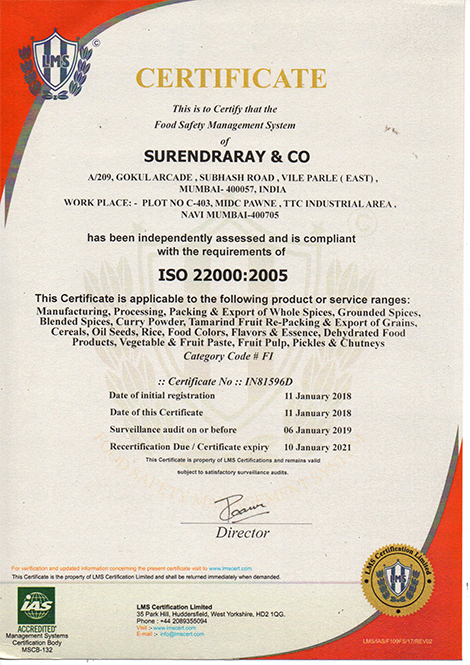 LMS
©
CERTIFICATE
This is to Certify that the
Food Safety Management System
of
SURENDRARAY & CO
A/209, GOKUL ARCADE , SUBHASH ROAD , VILE PARLE ( EAST) ,
MUMBAI- 400057, INDIA
WORK PLACE: - PLOT NO C-403, MIDC PAWNE , TTC INDUSTRIAL AREA ,
NAVI MUMBAI-400705
has been independently assessed and is compliant
with the requirements of
ISO 22000:2005
This Certificate is applicable to the following product or service ranges:
Manufacturing, Processing, Packing & Export of Whole Spices, Grounded Spices,
Blended Spices, Curry Powder, Tamarind Fruit Re-Packing & Export of Grains,
Cereals, Oil Seeds, Rice, Food Colors, Flavors & Essence, Dehydrated Food
Products, Vegetable & Fruit Paste, Fruit Pulp, Pickles & Chutneys
Category Code # FI
:: Certificate No :: IN81596D
Date of initial registration 11 January 2018
Date of this Certificate 11 January 2018
Surveillance audit on or before 06 January 2019
Recertification Due / Certificate expiry 10 January 2021
This Certificate is property of LMS Certifications and remains valid
subject to satisfactory surveillance audits.
Director
For verification and updated information concerning the present certificate visit to www.lmscert.com
This Certificate is the property of LMS Certification Limited and shall be returned immediately when demanded.
IAS
ACCREDITED
Management Systems
Certification Body
MSCB-132
LMS Certification Limited
35 Park Hill, Huddersfield, West Yorkshire, HD2 1QG.
Phone : +44 2089355094
Visit :- www.lmscert.com
E-mail :- info@lmscert.com
LMS Certification Limited
LMS
LMS/IAS/F109FS/17/REV02